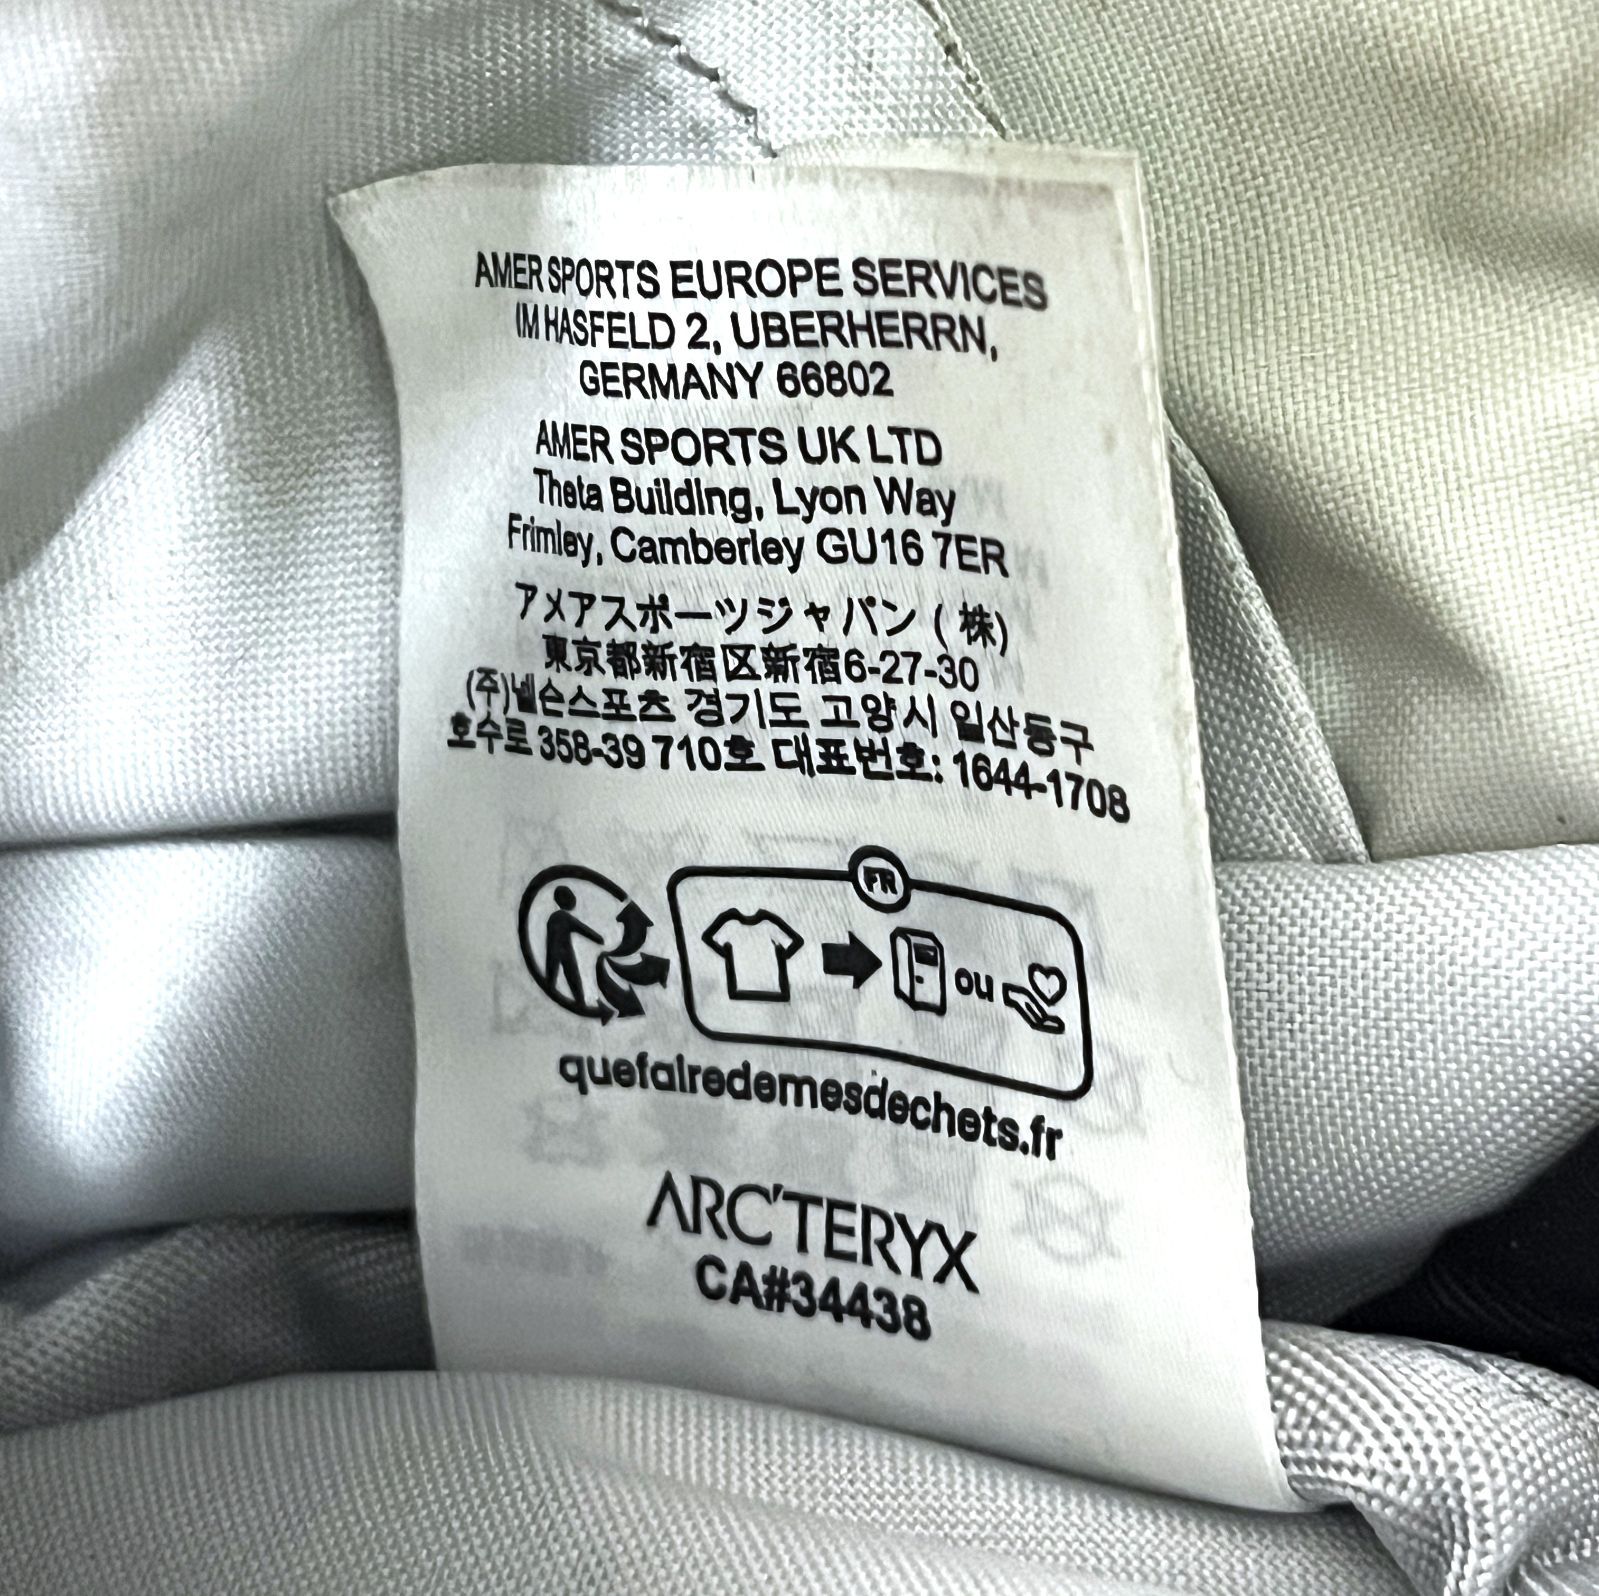 AMER SPORTS EUROPE SERVICES
IM HASFELD 2, UBERHERRN,
GERMANY 66802
AMER SPORTS UK LTD
Theta Building, Lyon Way
Frimley, Camberley GU16 7ER
アメアスポーツジャパン ( 株)
東京都新宿区新宿6-27-30
(주)넬슨스포츠 경기도 고양시 일산동구
호수로 358-39 710호 대표번호: 1644-1708
FR
ou
quefairedemesdechets.fr
ARC'TERYX
CA#34438